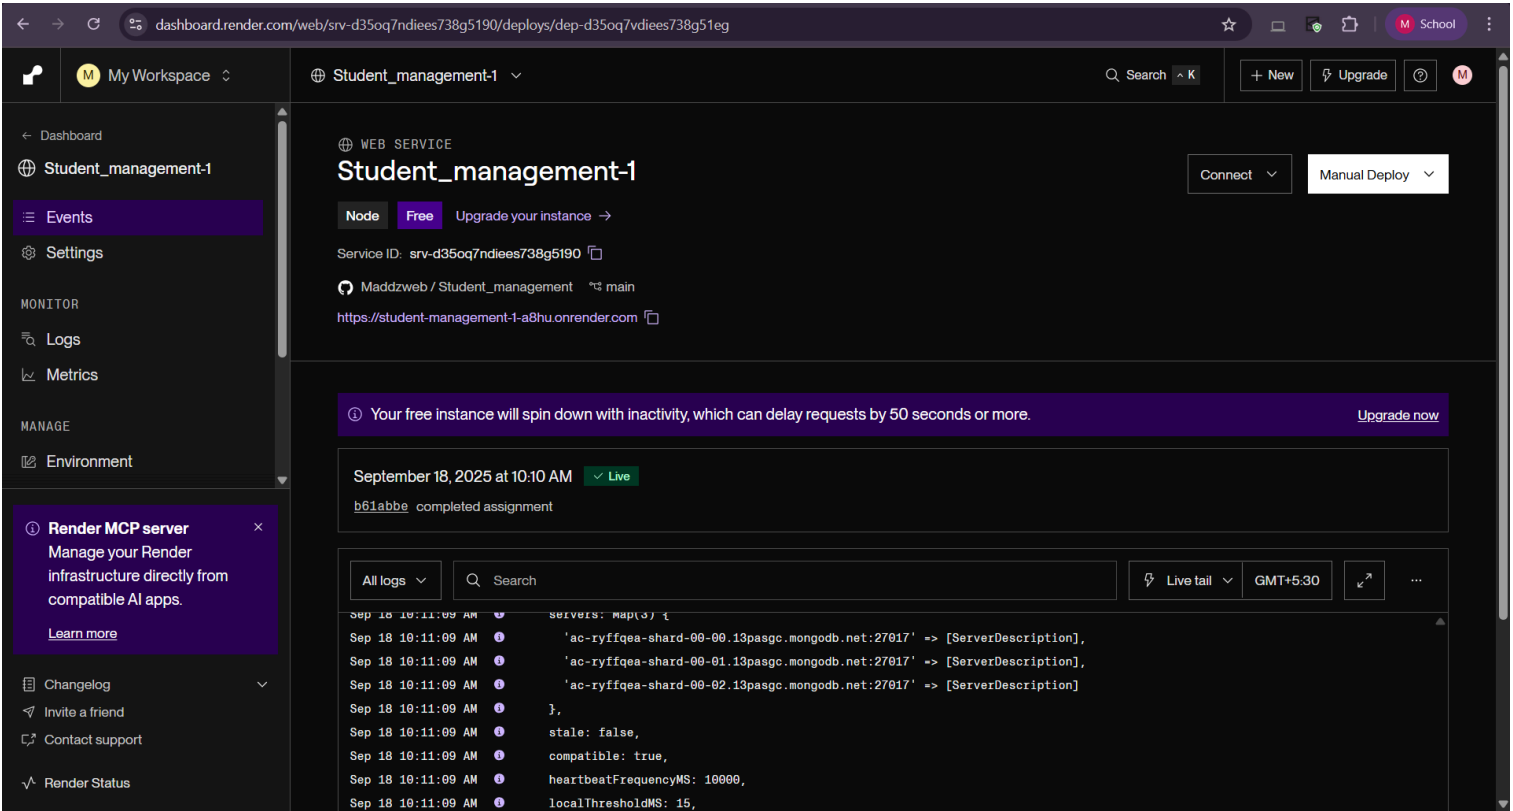 dashboard.render.com/web/srv-d35oq7ndiees738g5190/deploys/dep-d35oq7vdiees738g51eg
M School
M My Workspace
Student_management-1
Search ^ K
+ New
Upgrade
M
← Dashboard
Student_management-1
Events
Settings
MONITOR
Logs
Metrics
MANAGE
Environment
Render MCP server
Manage your Render
infrastructure directly from
compatible AI apps.
Learn more
Changelog
Invite a friend
Contact support
Render Status
WEB SERVICE
Student_management-1
Connect
Manual Deploy
Node Free Upgrade your instance →
Service ID: srv-d35oq7ndiees738g5190
Maddzweb / Student_management main
https://student-management-1-a8hu.onrender.com
Your free instance will spin down with inactivity, which can delay requests by 50 seconds or more. Upgrade now
September 18, 2025 at 10:10 AM ✓ Live
b61abbe completed assignment
All logs Search Live tail GMT+5:30 ...
Sep 18 10:11:09 AM servers: Map(3) {
Sep 18 10:11:09 AM 'ac-ryffqea-shard-00-00.13pasgc.mongodb.net:27017' => [ServerDescription],
Sep 18 10:11:09 AM 'ac-ryffqea-shard-00-01.13pasgc.mongodb.net:27017' => [ServerDescription],
Sep 18 10:11:09 AM 'ac-ryffqea-shard-00-02.13pasgc.mongodb.net:27017' => [ServerDescription]
Sep 18 10:11:09 AM },
Sep 18 10:11:09 AM stale: false,
Sep 18 10:11:09 AM compatible: true,
Sep 18 10:11:09 AM heartbeatFrequencyMS: 10000,
Sep 18 10:11:09 AM localThresholdMS: 15,